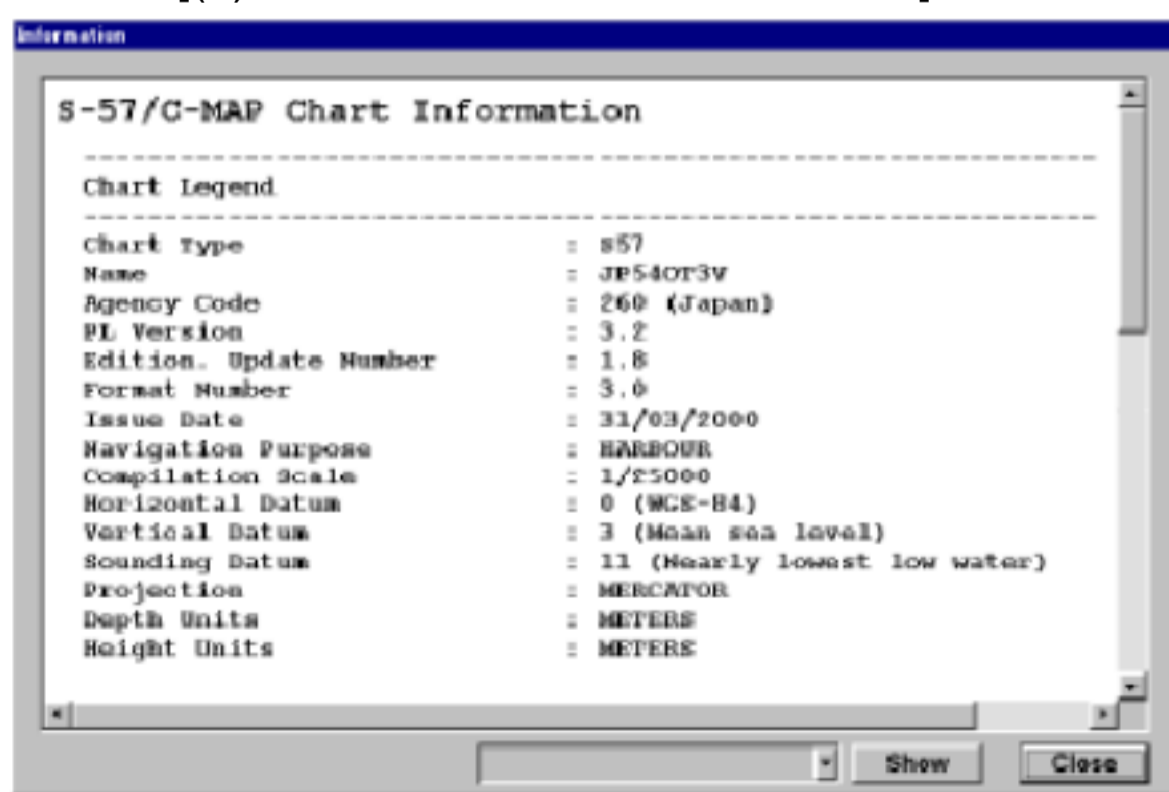 Information
S-57/C-MAP Chart Information
Chart Legend
Chart Type : S57
Name : JP54OT3V
Agency Code : 260 (Japan)
PL Version : 3.2
Edition. Update Number : 1.8
Format Number : 3.0
Issue Date : 31/03/2000
Navigation Purpose : HARBOUR
Compilation Scale : 1/25000
Horizontal Datum : 0 (WGS-84)
Vertical Datum : 3 (Mean sea level)
Sounding Datum : 11 (Nearly lowest low water)
Projection : MERCATOR
Depth Units : METERS
Height Units : METERS
Show Close